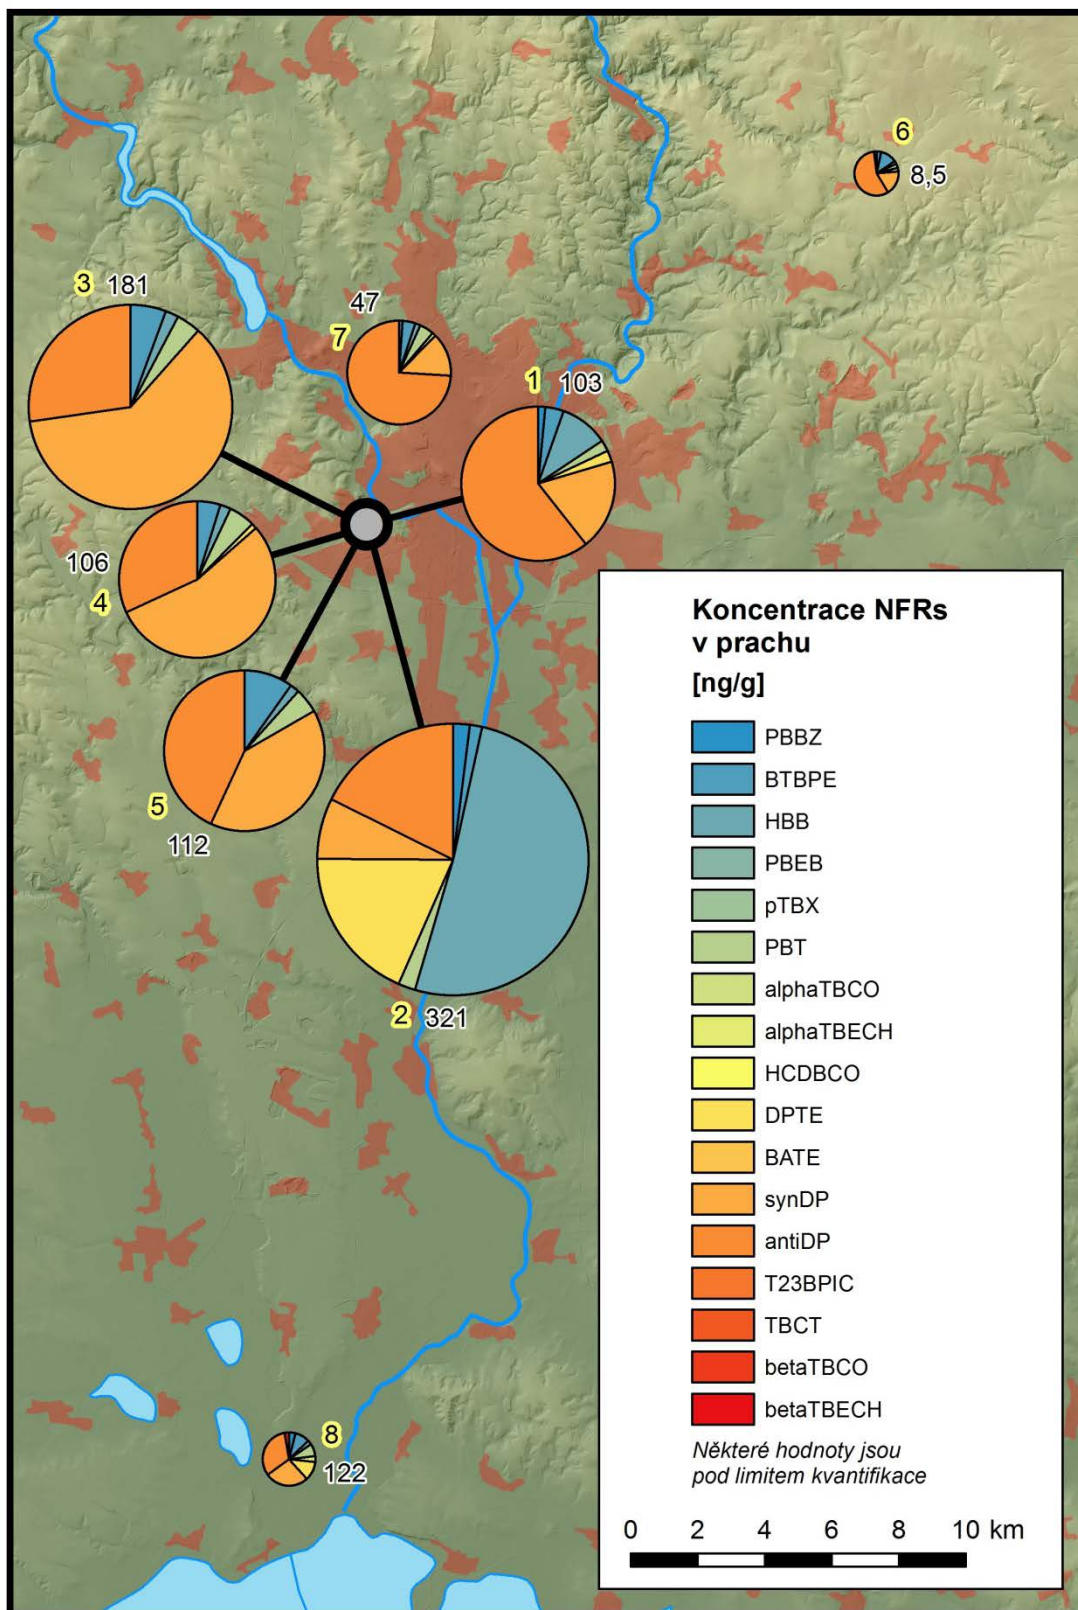 6
8,5
3 181
47
7
1 103
106
4
5
112
2 321
8
122
Koncentrace NFRs
v prachu
[ng/g]
PBBZ
BTBPE
HBB
PBEB
pTBX
PBT
alphaTBCO
alphaTBECH
HCDBCO
DPTE
BATE
synDP
antiDP
T23BPIC
TBCT
betaTBCO
betaTBECH
Některé hodnoty jsou
pod limitem kvantifikace
0 2 4 6 8 10 km